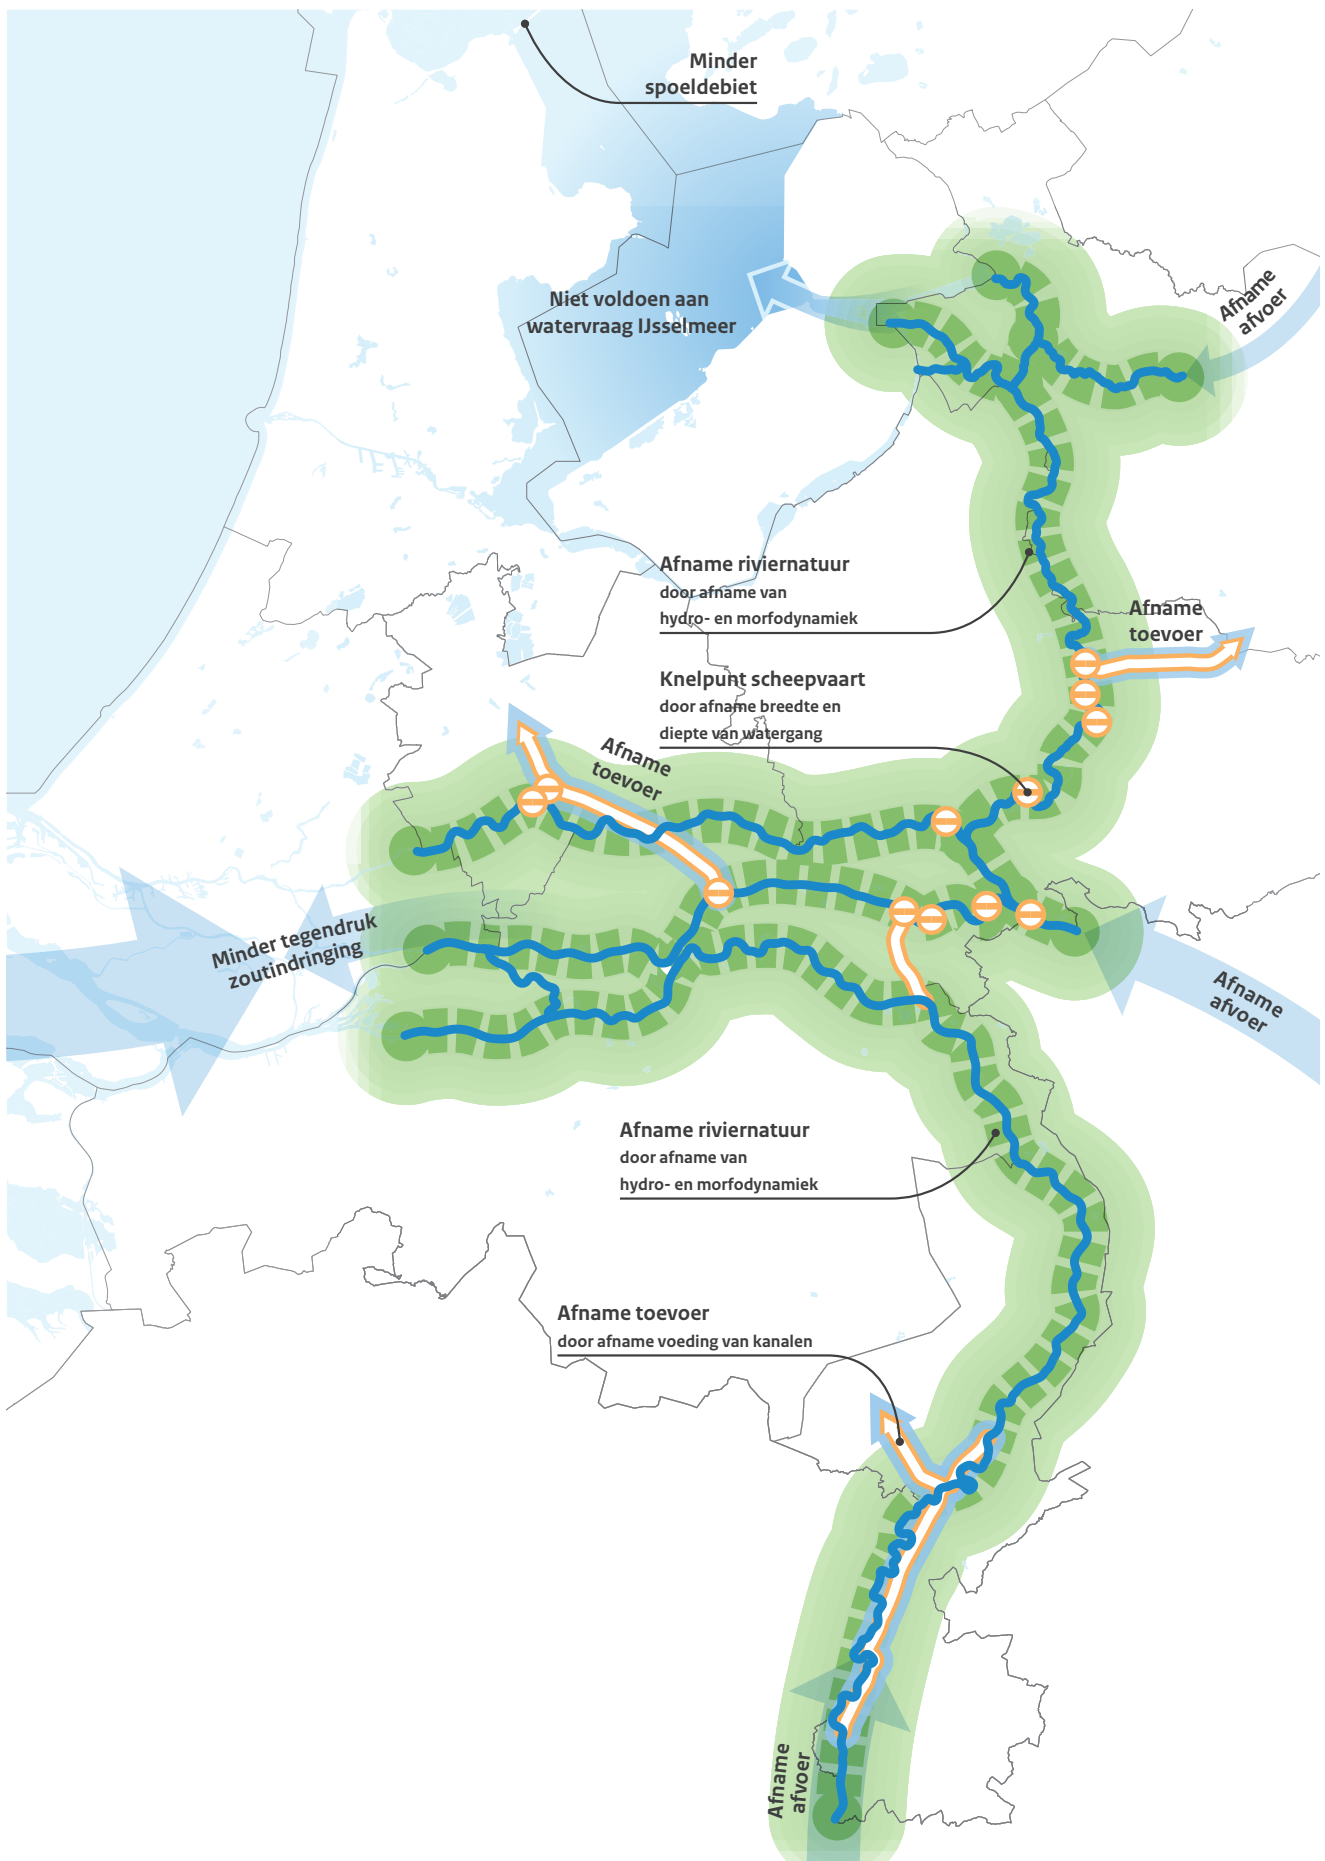 Minder
spoeldebiet
Afname
afvoer
Niet voldoen aan
watervraag IJsselmeer
Afname riviernatuur
door afname van
hydro- en morfodynamiek
Afname
toevoer
Knelpunt scheepvaart
door afname breedte en
diepte van watergang
Afname
toevoer
Minder tegendruk
zoutindringing
Afname
afvoer
Afname riviernatuur
door afname van
hydro- en morfodynamiek
Afname toevoer
door afname voeding van kanalen
Afname
afvoer